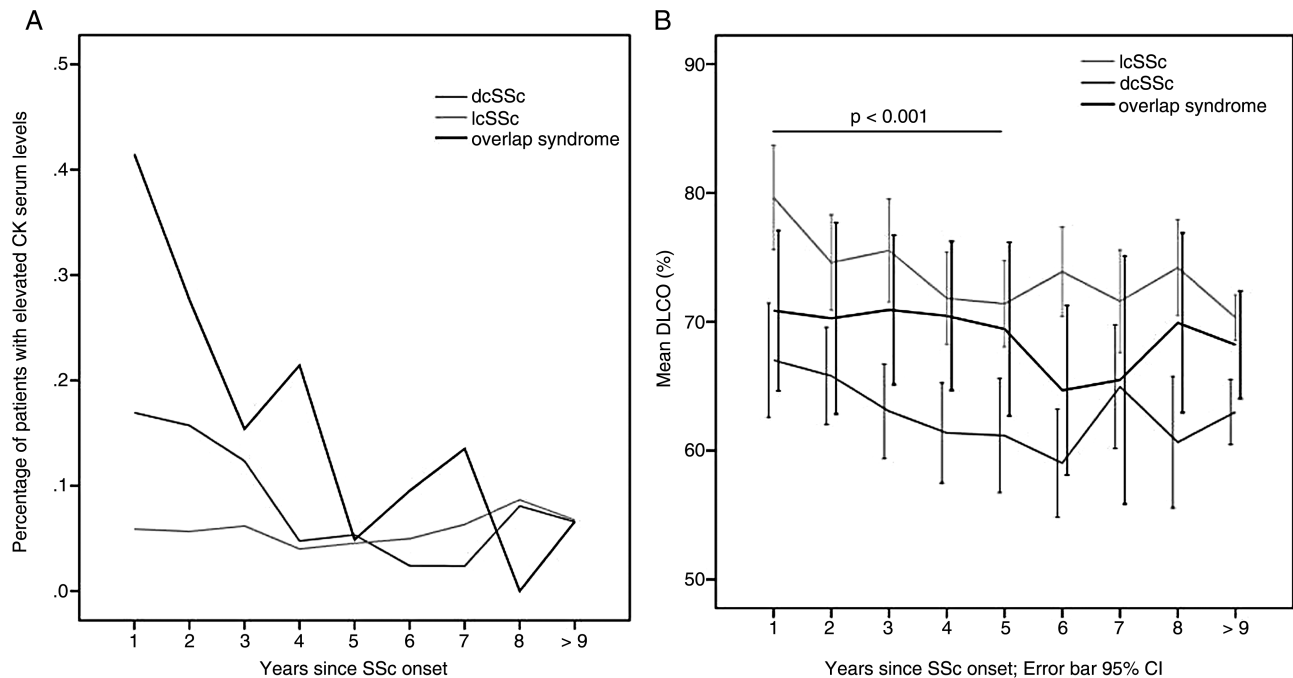 A
Percentage of patients with elevated CK serum levels
.5
.4
.3
.2
.1
.0
dcSSc
lcSSc
overlap syndrome
1 2 3 4 5 6 7 8 > 9
Years since SSc onset
B
Mean DLCO (%)
90
80
70
60
50
lcSSc
dcSSc
overlap syndrome
p < 0.001
1 2 3 4 5 6 7 8 > 9
Years since SSc onset; Error bar 95% CI